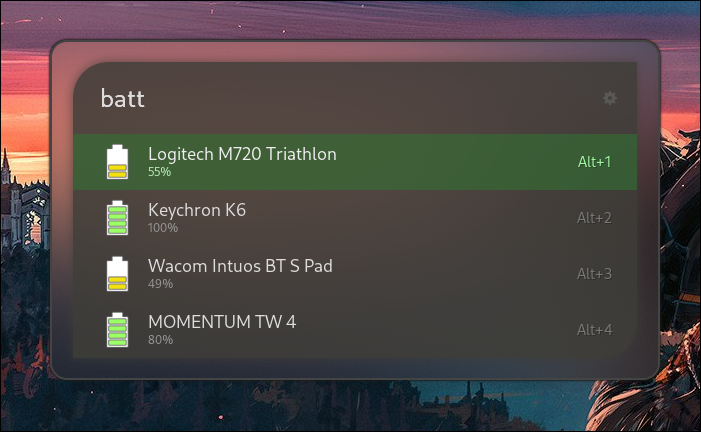 batt
Logitech M720 Triathlon
55%
Alt+1
Keychron K6
100%
Alt+2
Wacom Intuos BT S Pad
49%
Alt+3
MOMENTUM TW 4
80%
Alt+4